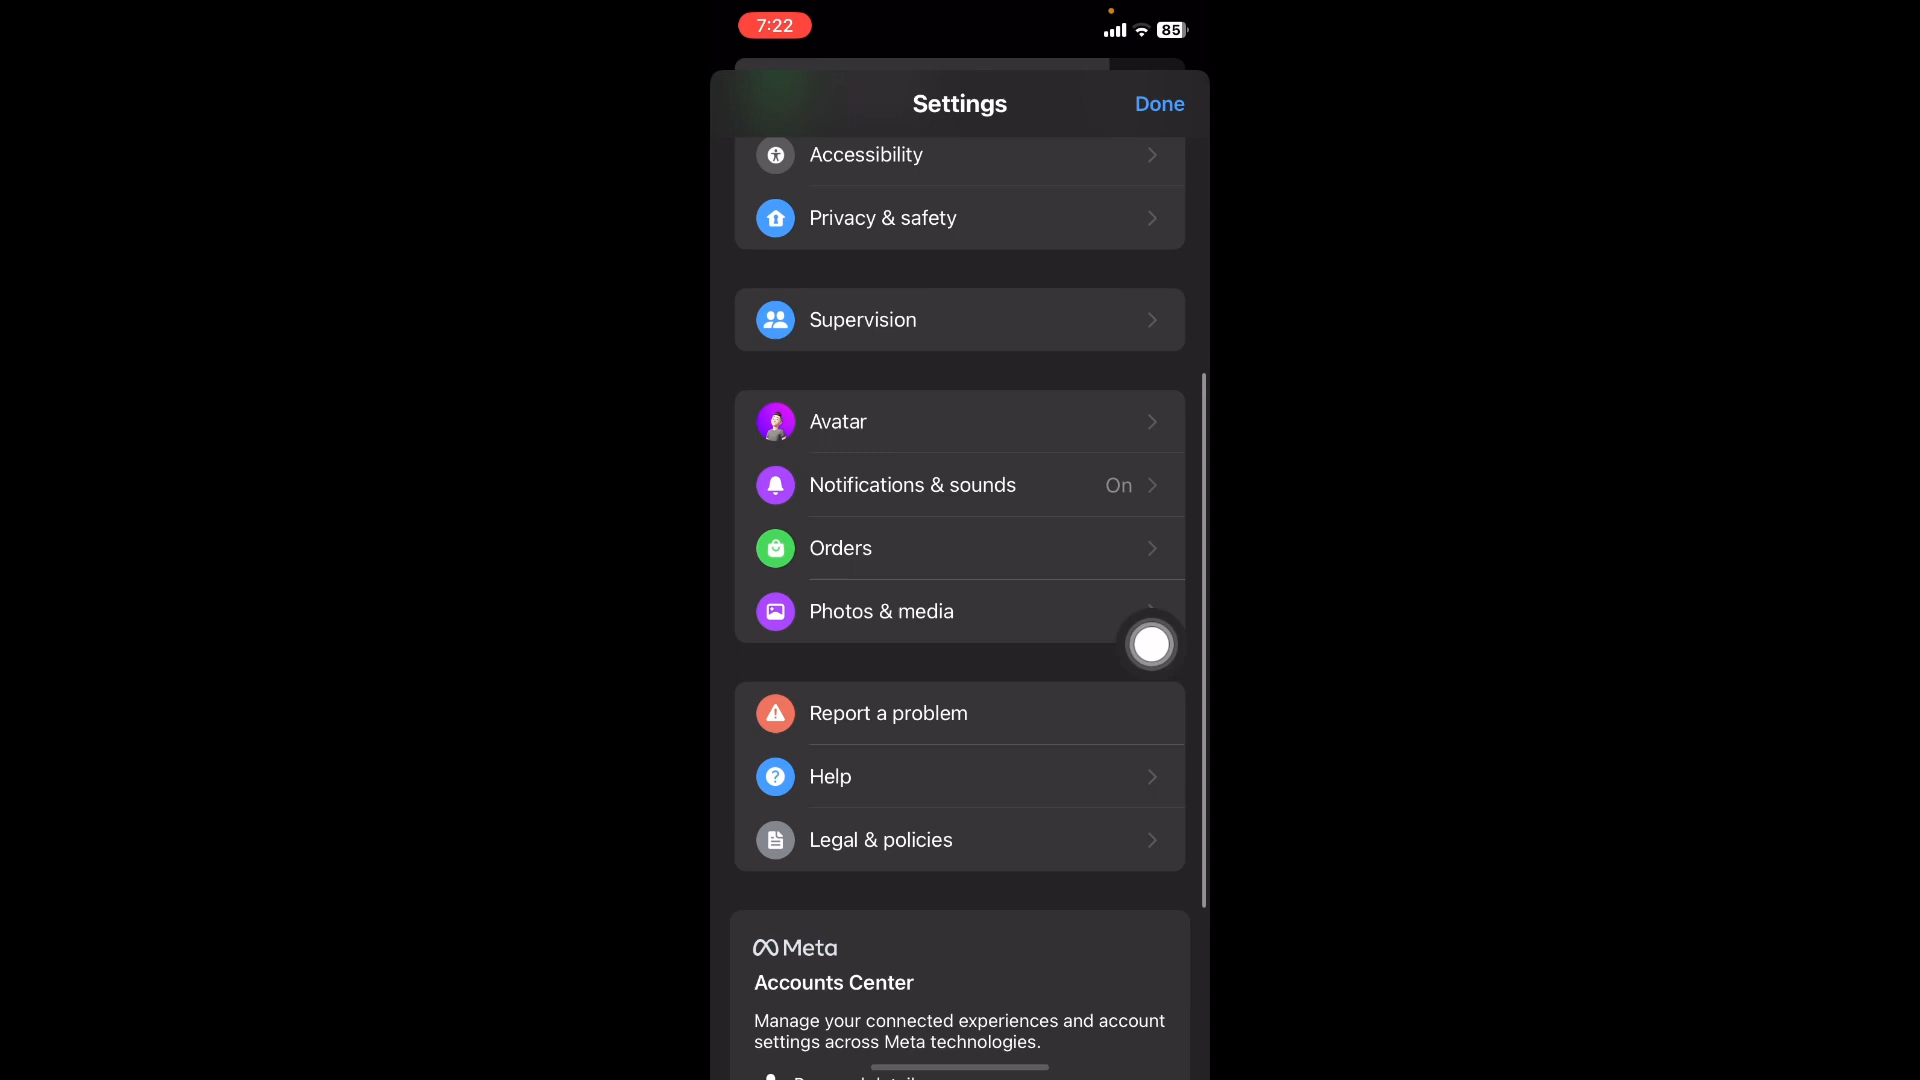 7:22
85
Settings
Done
Accessibility
Privacy & safety
Supervision
Avatar
Notifications & sounds
On
Orders
Photos & media
Report a problem
Help
Legal & policies
Meta
Accounts Center
Manage your connected experiences and account
settings across Meta technologies.